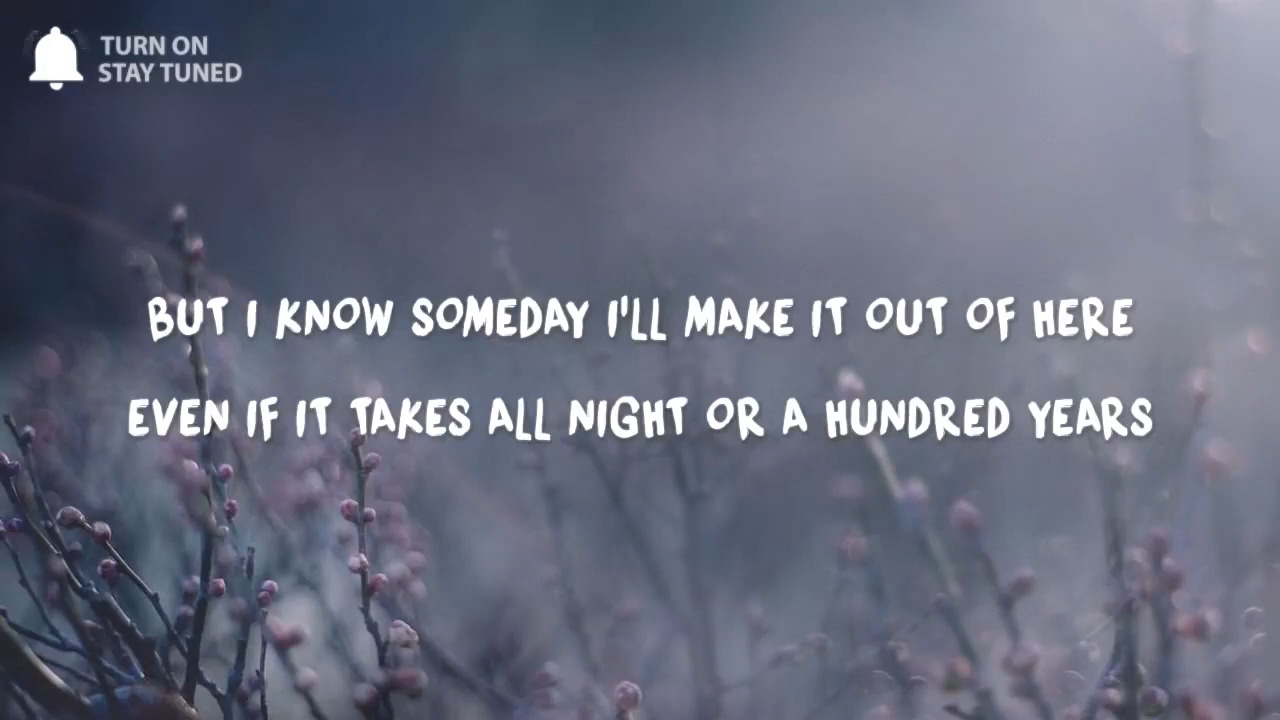 TURN ON
STAY TUNED
BUT I KNOW SOMEDAY I'LL MAKE IT OUT OF HERE
EVEN IF IT TAKES ALL NIGHT OR A HUNDRED YEARS